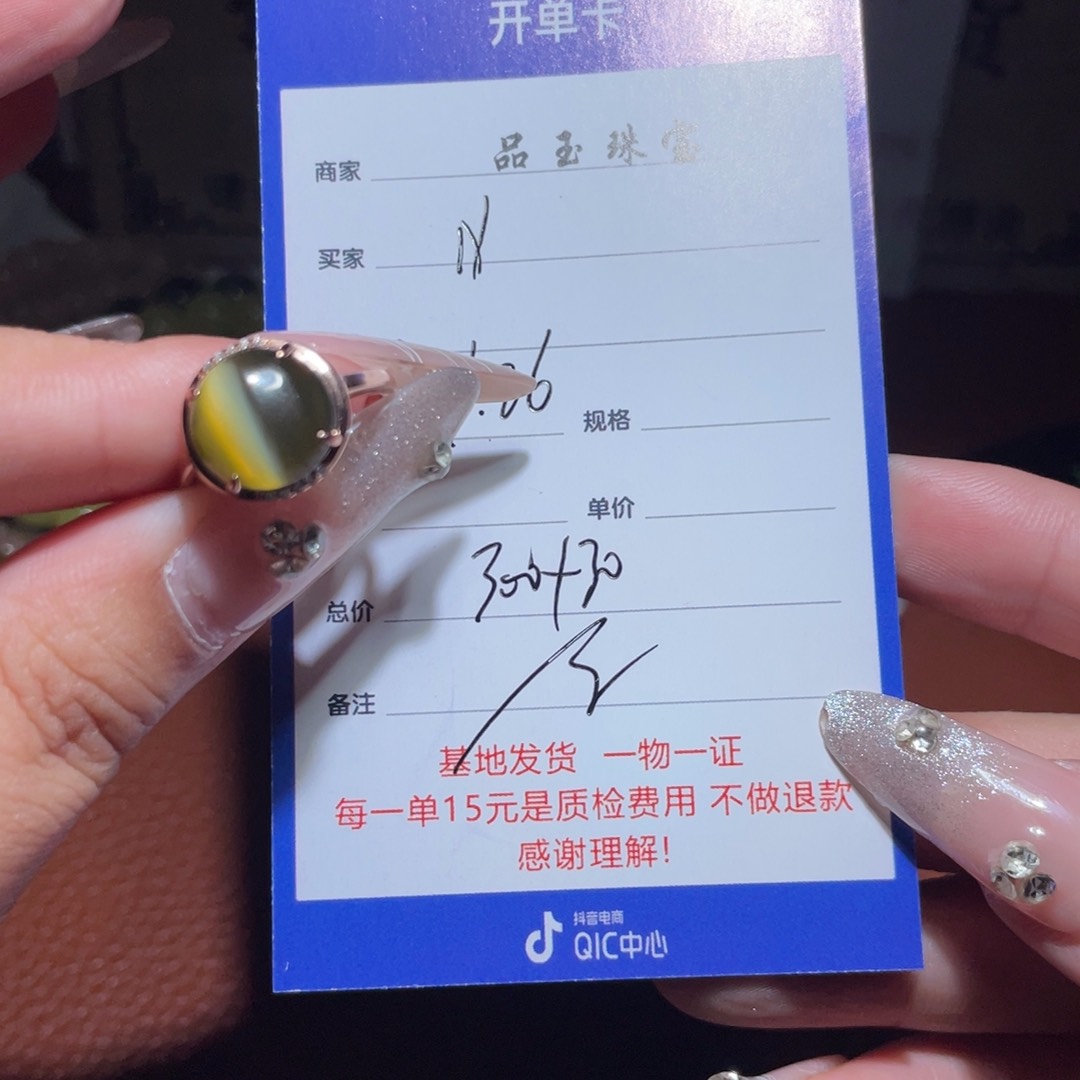 开单卡
商家 品玉珠宝
买家
规格
单价
总价 300+30
备注
基地发货 一物一证
每一单15元是质检费用 不做退款
感谢理解!
抖音电商
QIC中心